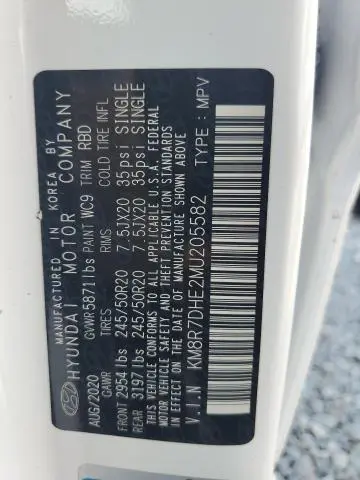 MANUFACTURED IN KOREA BY
HYUNDAI MOTOR COMPANY
GVWR 5871 lbs PAINT WC9 TRIM RBD
AUG/2020 GAWR TIRES RIMS COLD TIRE INFL
FRONT 2954 lbs 245/50R20 7.5JX20 35psi SINGLE
REAR 3197 lbs 245/50R20 7.5JX20 35psi SINGLE
THIS VEHICLE CONFORMS TO ALL APPLICABLE U.S.A. FEDERAL
MOTOR VEHICLE SAFETY AND THEFT PREVENTION STANDARDS
IN EFFECT ON THE DATE OF MANUFACTURE SHOWN ABOVE
V.I.N KM8R7DHE2MU205582 TYPE : MPV